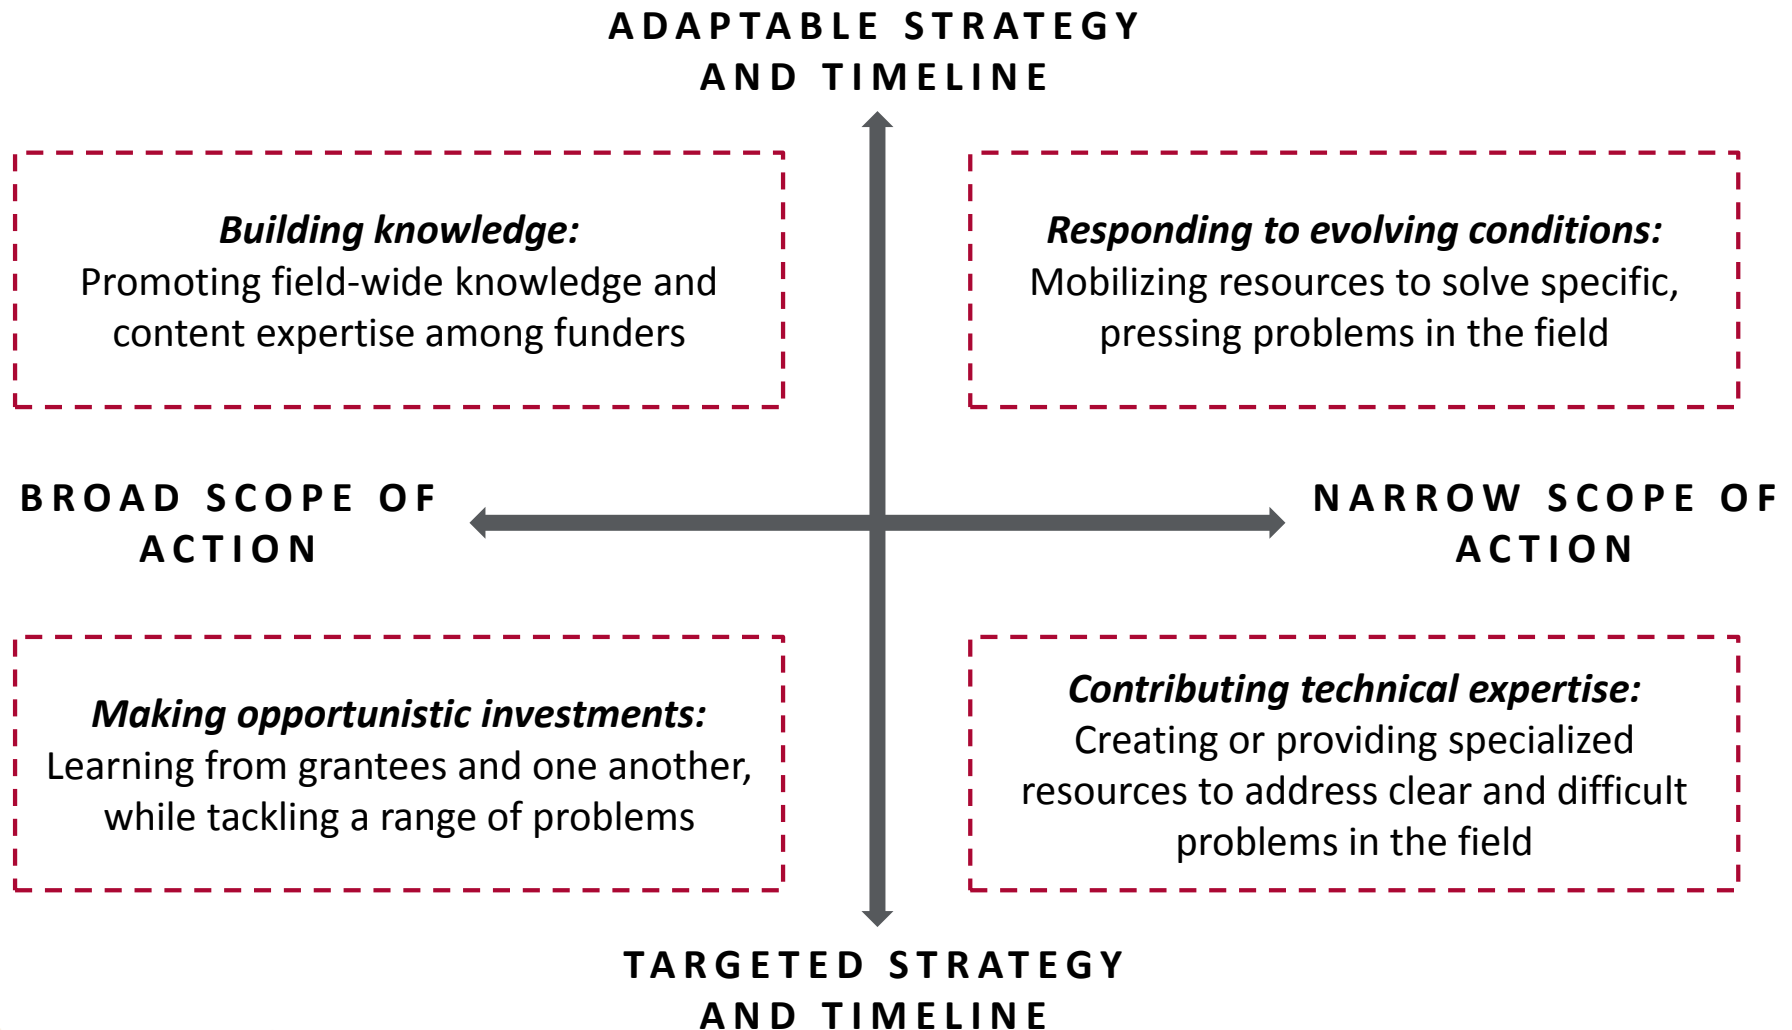 ADAPTABLE STRATEGY
AND TIMELINE
Building knowledge:
Promoting field-wide knowledge and
content expertise among funders
Responding to evolving conditions:
Mobilizing resources to solve specific,
pressing problems in the field
BROAD SCOPE OF
ACTION
NARROW SCOPE OF
ACTION
Making opportunistic investments:
Learning from grantees and one another,
while tackling a range of problems
Contributing technical expertise:
Creating or providing specialized
resources to address clear and difficult
problems in the field
TARGETED STRATEGY
AND TIMELINE